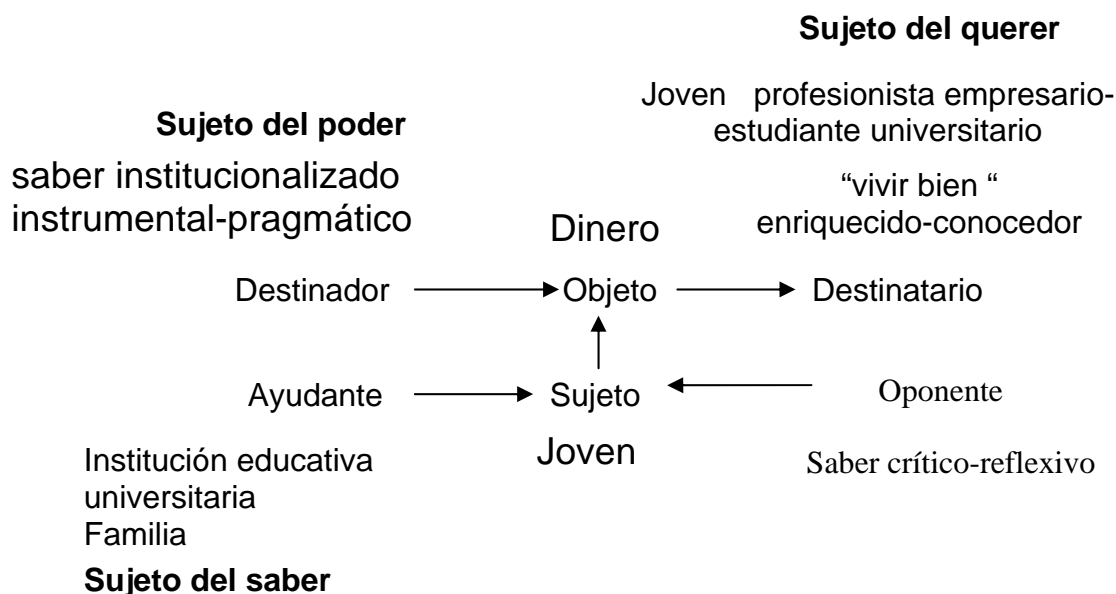 Sujeto del querer
Joven profesionista empresario-
estudiante universitario
Sujeto del poder
saber institucionalizado
instrumental-pragmático
“vivir bien “
enriquecido-conocedor
Dinero
Destinador
Objeto
Destinatario
Ayudante
Sujeto
Oponente
Joven
Saber crítico-reflexivo
Institución educativa
universitaria
Familia
Sujeto del saber